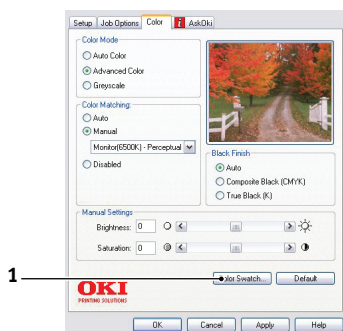 Setup Job Options Color i AskOki
Color Mode
Auto Color
Advanced Color
Greyscale
Color Matching:
Auto
Manual
Monitor(6500K) - Perceptual
Disabled
Black Finish
Auto
Composite Black (CMYK)
True Black (K)
Manual Settings
Brightness: 0
Saturation: 0
1
olor Swatch... Default
OKI
PRINTING SOLUTIONS
OK Cancel Apply Help